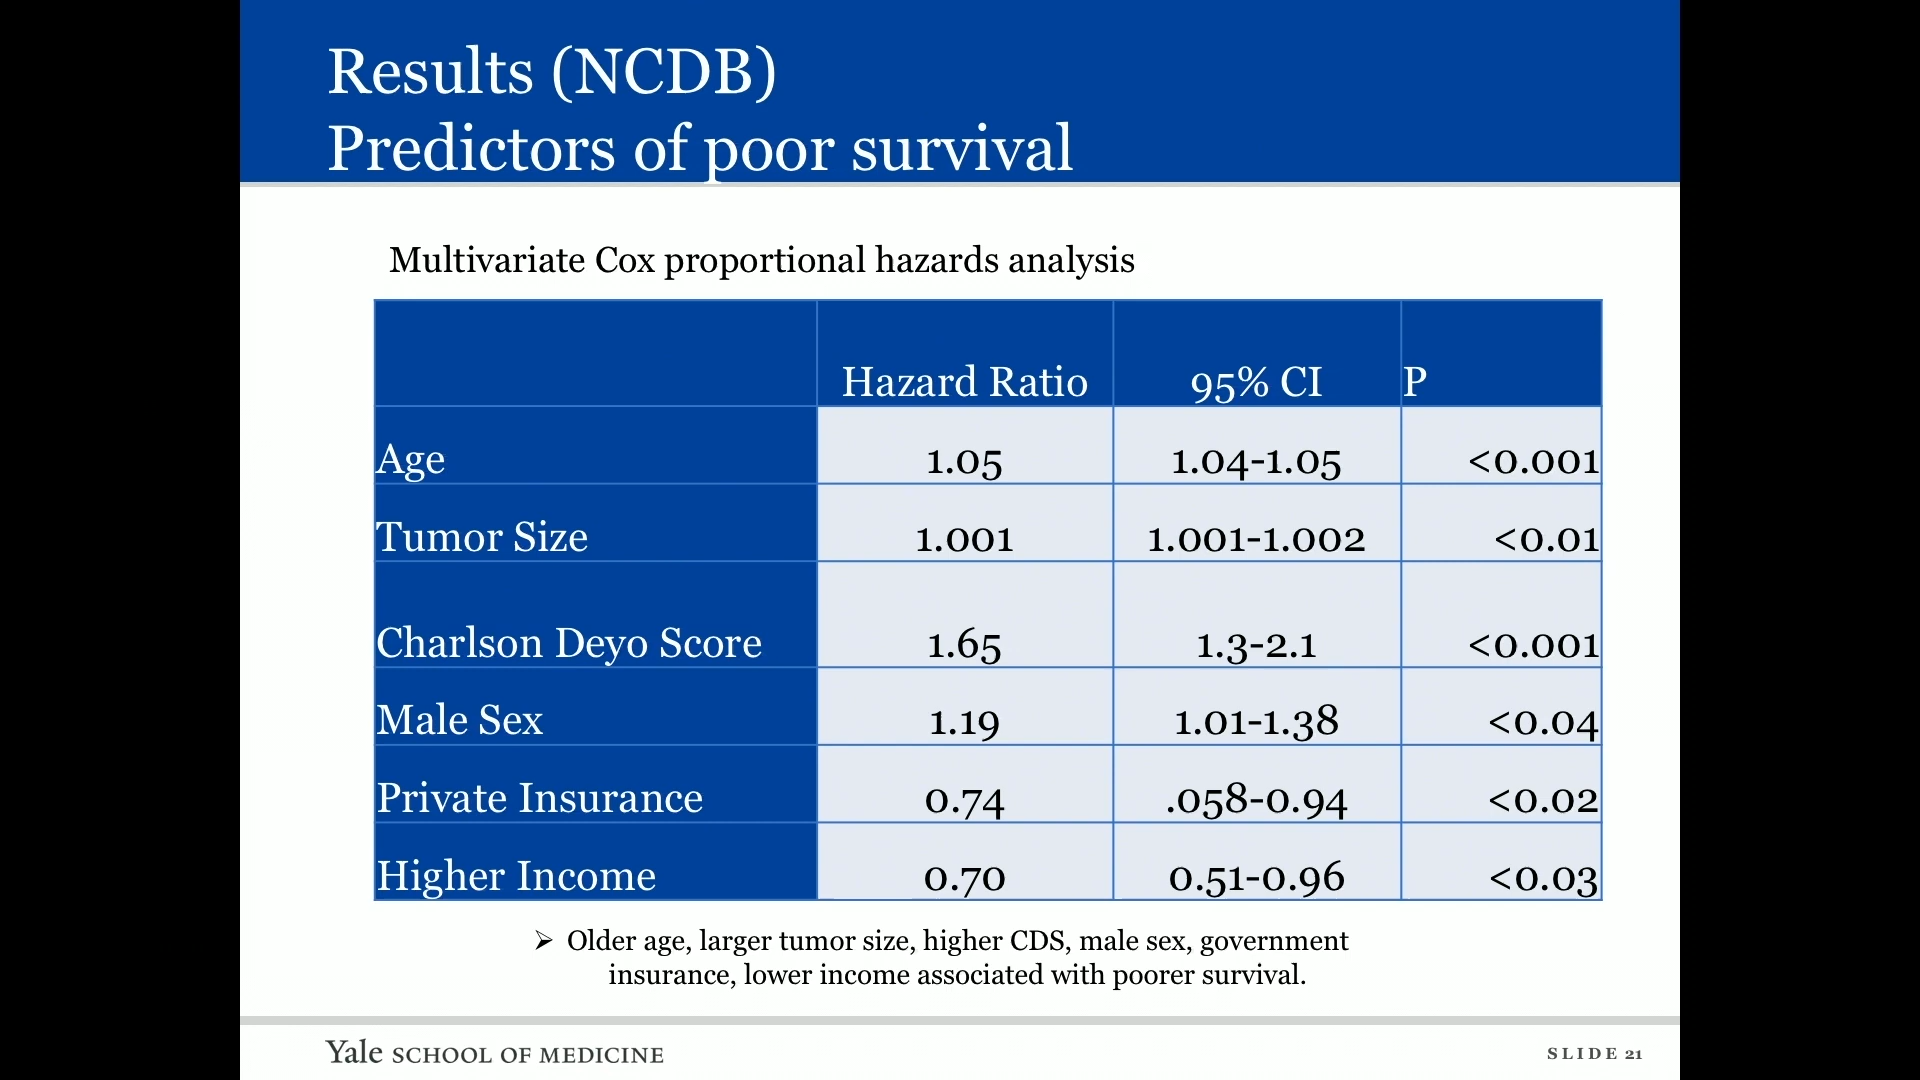 Results (NCDB)
Predictors of poor survival
Multivariate Cox proportional hazards analysis
Hazard Ratio 95% CI P
Age 1.05 1.04-1.05 <0.001
Tumor Size 1.001 1.001-1.002 <0.01
Charlson Deyo Score 1.65 1.3-2.1 <0.001
Male Sex 1.19 1.01-1.38 <0.04
Private Insurance 0.74 .058-0.94 <0.02
Higher Income 0.70 0.51-0.96 <0.03
➢ Older age, larger tumor size, higher CDS, male sex, government
insurance, lower income associated with poorer survival.
Yale SCHOOL OF MEDICINE
SLIDE 21